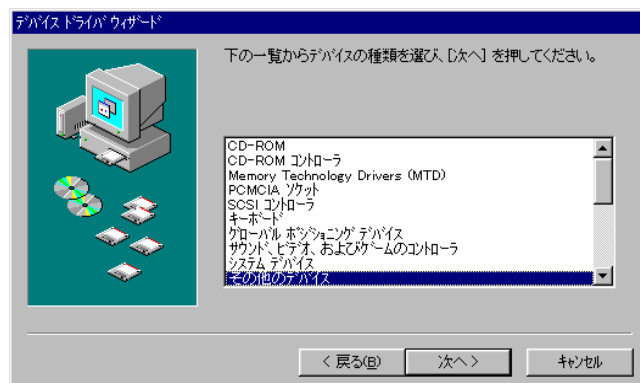 ﾃﾞﾊﾞｲｽ ﾄﾞﾗｲﾊﾞ ｳｨｻﾞｰﾄﾞ
下の一覧からﾃﾞﾊﾞｲｽの種類を選び、[次へ] を押してください。
CD-ROM
CD-ROM ｺﾝﾄﾛｰﾗ
Memory Technology Drivers (MTD)
PCMCIA ｿｹｯﾄ
SCSI ｺﾝﾄﾛｰﾗ
ｷｰﾎﾞｰﾄﾞ
ｸﾞﾛｰﾊﾞﾙ ﾎﾟｼﾞｼｮﾆﾝｸﾞ ﾃﾞﾊﾞｲｽ
ｻｳﾝﾄﾞ、ﾋﾞﾃﾞｵ、およびｹﾞｰﾑのｺﾝﾄﾛｰﾗ
ｼｽﾃﾑ ﾃﾞﾊﾞｲｽ
その他のﾃﾞﾊﾞｲｽ
< 戻る(B)
次へ >
ｷｬﾝｾﾙ